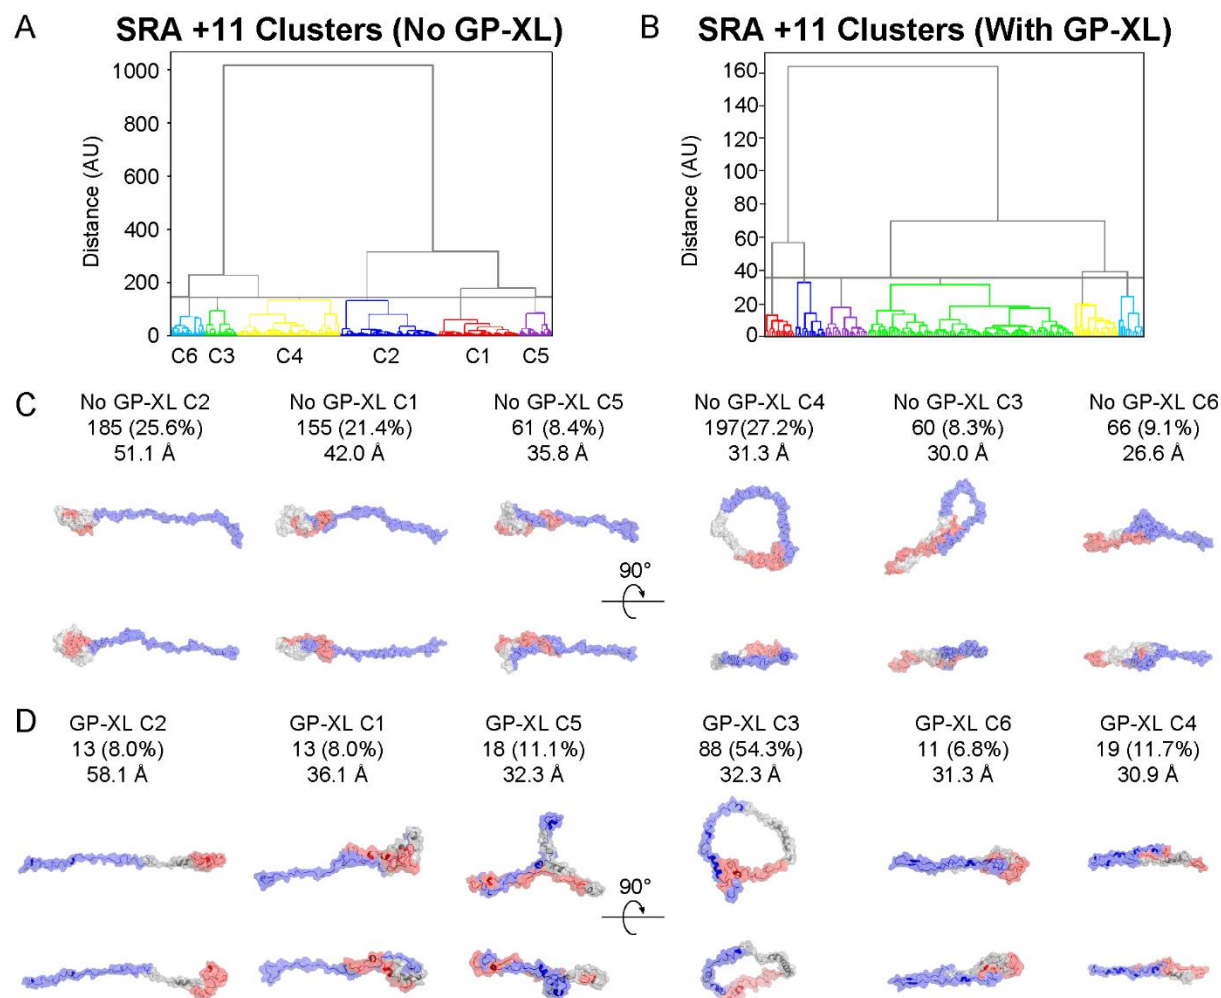 A
SRA +11 Clusters (No GP-XL)
Distance (AU)
1000
800
600
400
200
0
C6 C3 C4 C2 C1 C5
B
SRA +11 Clusters (With GP-XL)
Distance (AU)
160
140
120
100
80
60
40
20
0
C
No GP-XL C2
185 (25.6%)
51.1 Å
No GP-XL C1
155 (21.4%)
42.0 Å
No GP-XL C5
61 (8.4%)
35.8 Å
No GP-XL C4
197(27.2%)
31.3 Å
No GP-XL C3
60 (8.3%)
30.0 Å
No GP-XL C6
66 (9.1%)
26.6 Å
90°
D
GP-XL C2
13 (8.0%)
58.1 Å
GP-XL C1
13 (8.0%)
36.1 Å
GP-XL C5
18 (11.1%)
32.3 Å
GP-XL C3
88 (54.3%)
32.3 Å
GP-XL C6
11 (6.8%)
31.3 Å
GP-XL C4
19 (11.7%)
30.9 Å
90°